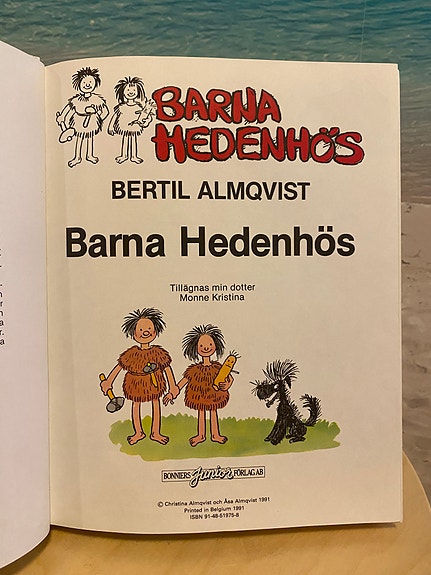 BARNA
HEDENHÖS
BERTIL ALMQVIST
Barna Hedenhös
Tillägnas min dotter
Monne Kristina
BONNIERS Junior FÖRLAG AB
© Christina Almqvist och Åsa Almqvist 1991
Printed in Belgium 1991
ISBN 91-48-51975-8